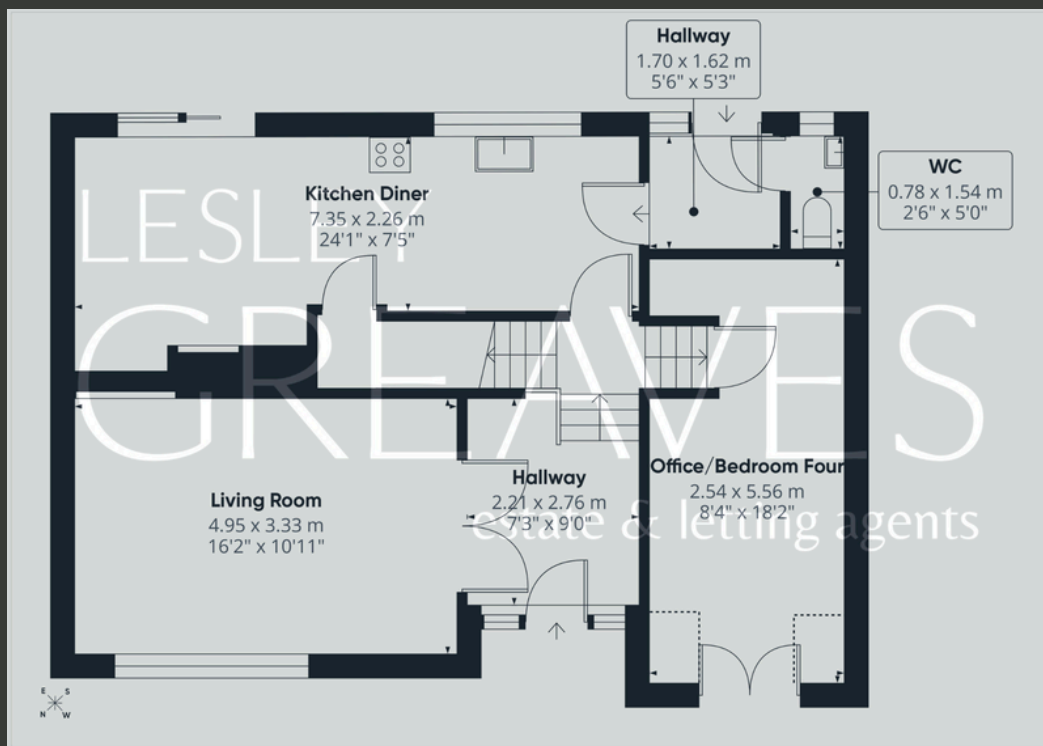 Hallway
1.70 x 1.62 m
5'6" x 5'3"
WC
0.78 x 1.54 m
2'6" x 5'0"
Kitchen Diner
7.35 x 2.26 m
24'1" x 7'5"
LESLEY
GREAVES
estate & letting agents
Living Room
4.95 x 3.33 m
16'2" x 10'11"
Hallway
2.21 x 2.76 m
7'3" x 9'0"
Office/Bedroom Four
2.54 x 5.56 m
8'4" x 18'2"
E S
N W